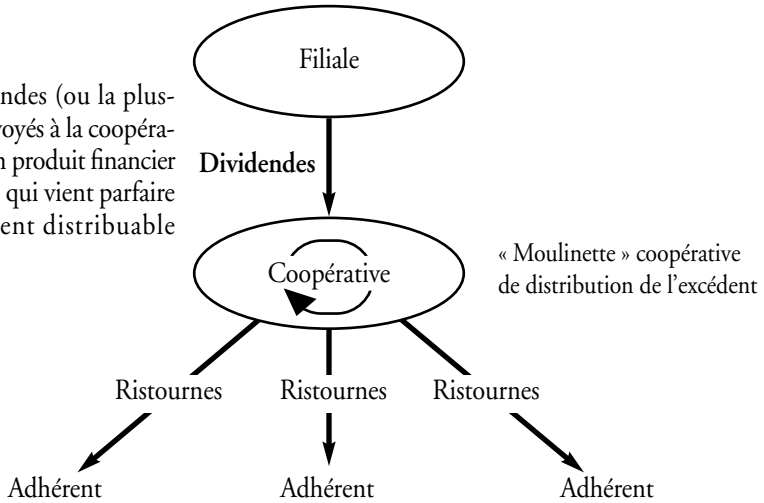 Filiale
ndes (ou la plus-
voyés à la coopéra-
n produit financier
qui vient parfaire
ent distribuable
Dividendes
Coopérative
« Moulinette » coopérative
de distribution de l’excédent
Ristournes Ristournes Ristournes
Adhérent Adhérent Adhérent